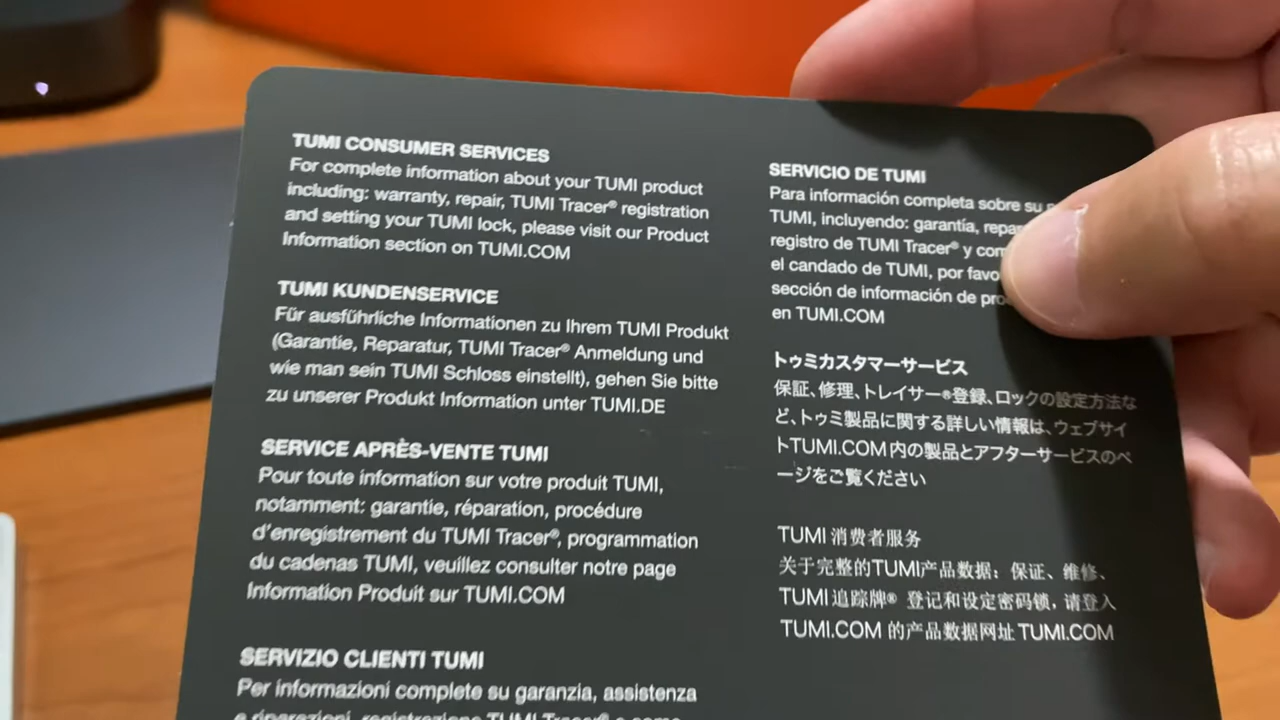 TUMI CONSUMER SERVICES
For complete information about your TUMI product
including: warranty, repair, TUMI Tracer® registration
and setting your TUMI lock, please visit our Product
Information section on TUMI.COM
TUMI KUNDENSERVICE
Für ausführliche Informationen zu Ihrem TUMI Produkt
(Garantie, Reparatur, TUMI Tracer® Anmeldung und
wie man sein TUMI Schloss einstellt), gehen Sie bitte
zu unserer Produkt Information unter TUMI.DE
SERVICE APRÈS-VENTE TUMI
Pour toute information sur votre produit TUMI,
notamment: garantie, réparation, procédure
d'enregistrement du TUMI Tracer®, programmation
du cadenas TUMI, veuillez consulter notre page
Information Produit sur TUMI.COM
SERVIZIO CLIENTI TUMI
Per informazioni complete su garanzia, assistenza
e riparazioni, registrazione TUMI Tracer® e come
SERVICIO DE TUMI
Para información completa sobre su
TUMI, incluyendo: garantía,
registro de TUMI Tracer® y
el candado de TUMI, por
sección de información de
en TUMI.COM
トゥミカスタマーサービス
保証、修理、トレイサー®登録、ロックの設定方法な
ど、トゥミ製品に関する詳しい情報は、ウェブサイ
トTUMI.COM内の製品とアフターサービスのペ
ージをご覧ください
TUMI 消费者服务
关于完整的TUMI产品数据：保证、维修、
TUMI 追踪牌® 登记和设定密码锁，请登入
TUMI.COM 的产品数据网址 TUMI.COM